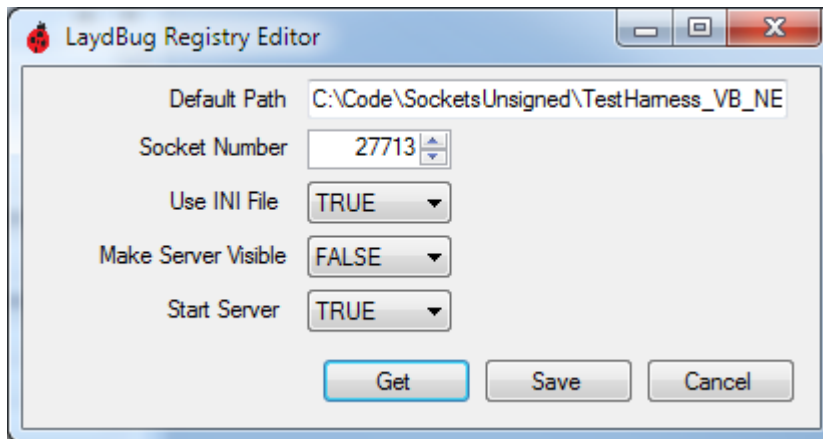 LaydBug Registry Editor
Default Path C:\Code\SocketsUnsigned\TestHarness_VB_NE
Socket Number 27713
Use INI File TRUE
Make Server Visible FALSE
Start Server TRUE
Get Save Cancel